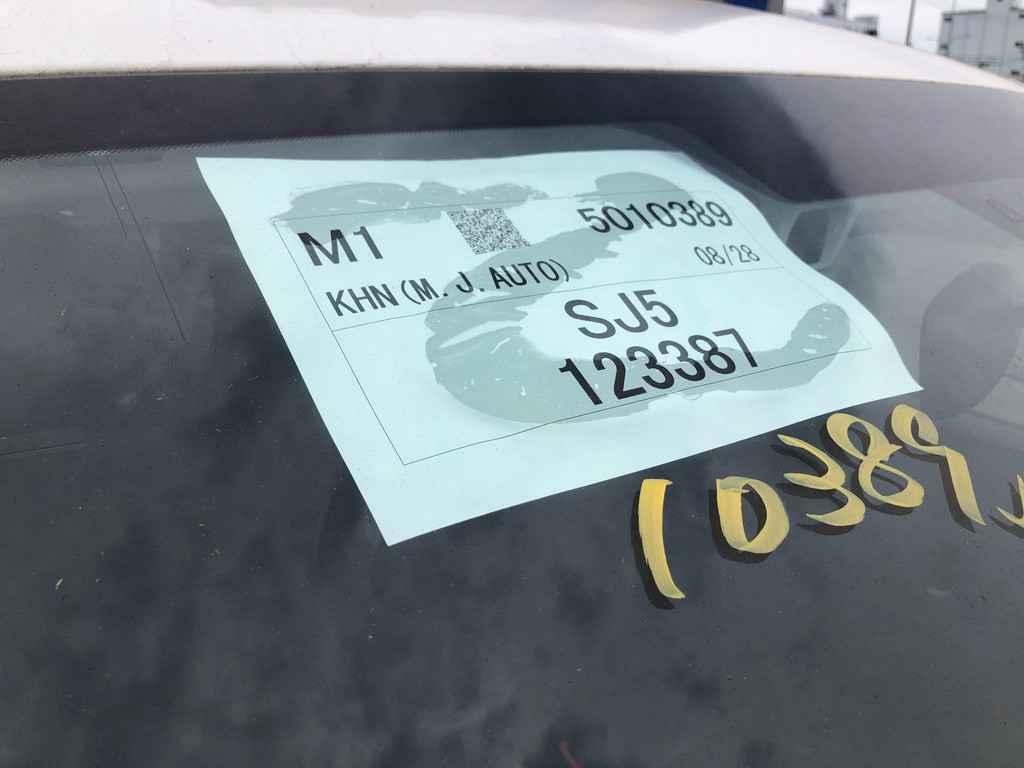 M1 5010389
KHN (M. J. AUTO) 08/28
SJ5
123387
10389